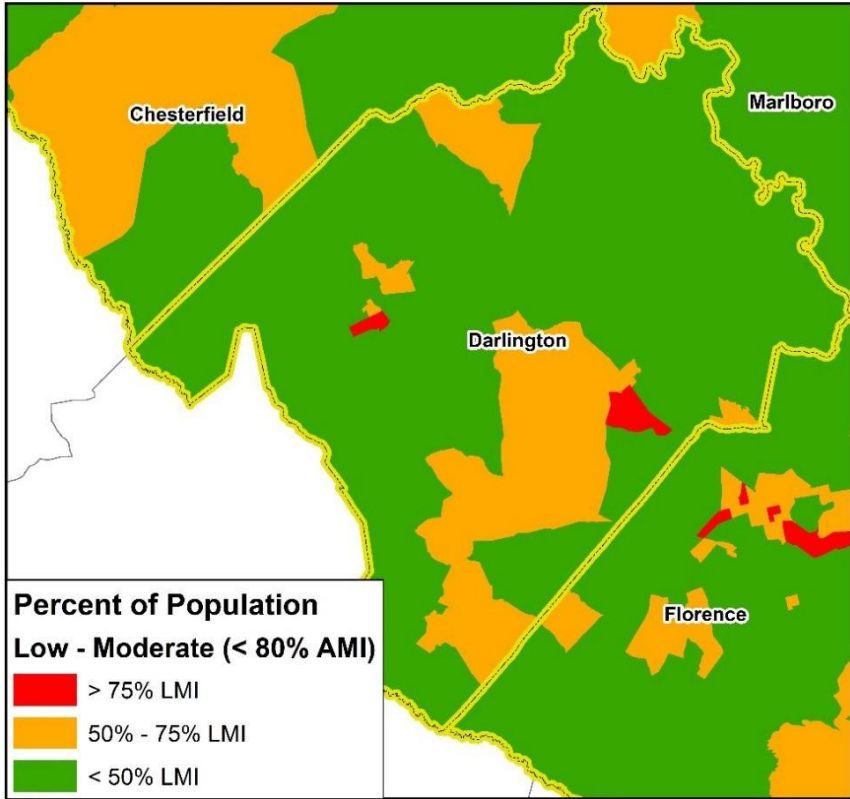 Chesterfield
Marlboro
Darlington
Florence
Percent of Population
Low - Moderate (< 80% AMI)
> 75% LMI
50% - 75% LMI
< 50% LMI